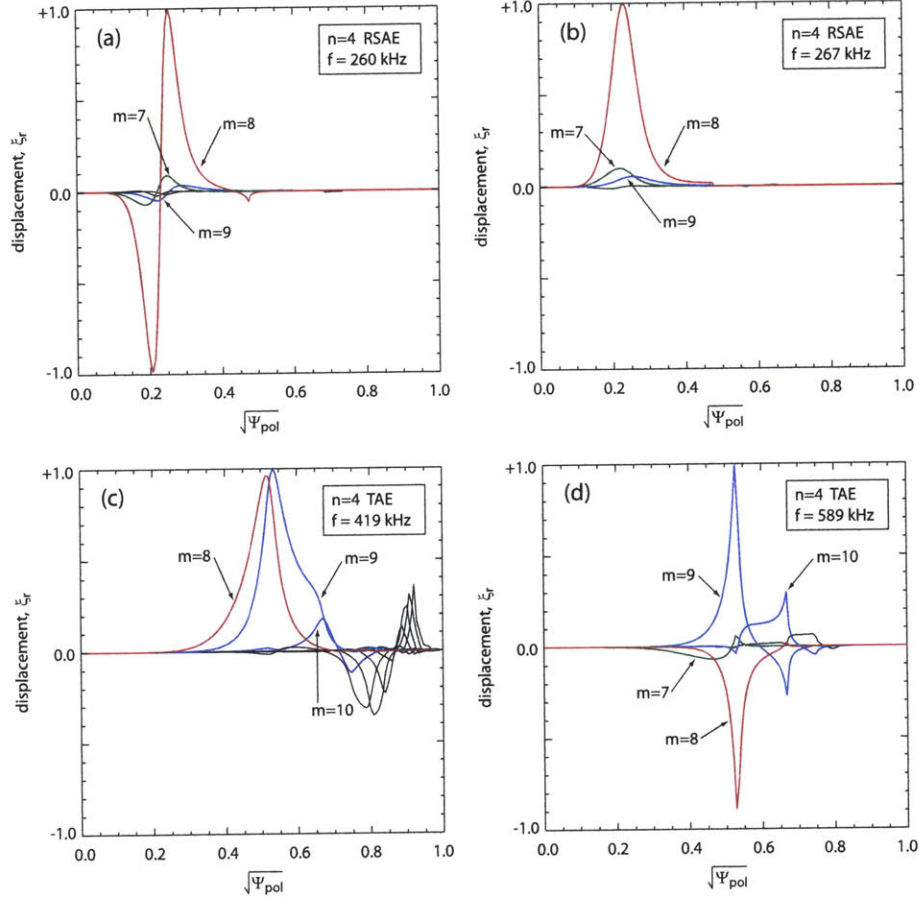 (a)
n=4 RSAE
f = 260 kHz
+1.0
m=7
m=8
0.0
m=9
-1.0
displacement, ξr
0.0 0.2 0.4 0.6 0.8 1.0
√Ψpol
(b)
n=4 RSAE
f = 267 kHz
+1.0
m=7
m=8
0.0
m=9
-1.0
displacement, ξr
0.0 0.2 0.4 0.6 0.8 1.0
√Ψpol
(c)
n=4 TAE
f = 419 kHz
+1.0
m=8
m=9
0.0
m=10
-1.0
displacement, ξr
0.0 0.2 0.4 0.6 0.8 1.0
√Ψpol
(d)
n=4 TAE
f = 589 kHz
+1.0
m=9
m=10
0.0
m=7
m=8
-1.0
displacement, ξr
0.0 0.2 0.4 0.6 0.8 1.0
√Ψpol